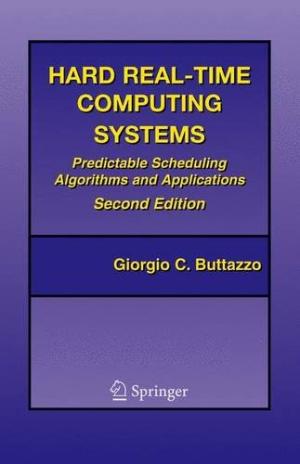 HARD REAL-TIME
COMPUTING
SYSTEMS
Predictable Scheduling
Algorithms and Applications
Second Edition
Giorgio C. Buttazzo
Springer